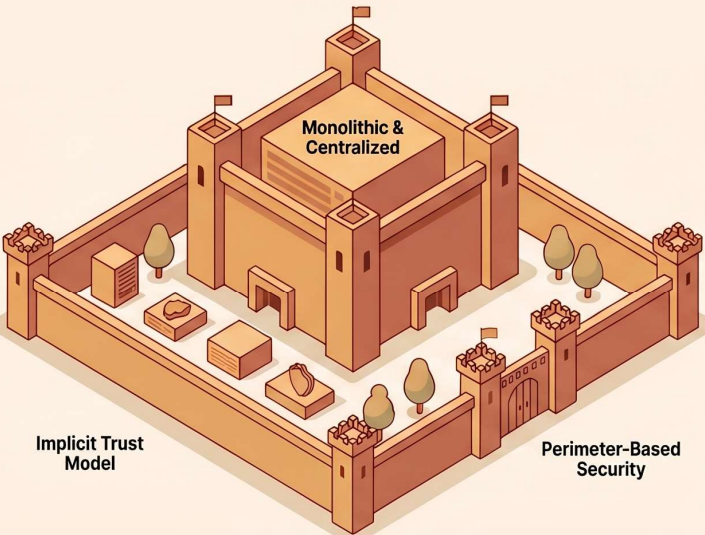 Monolithic &
Centralized
Implicit Trust
Model
Perimeter-Based
Security